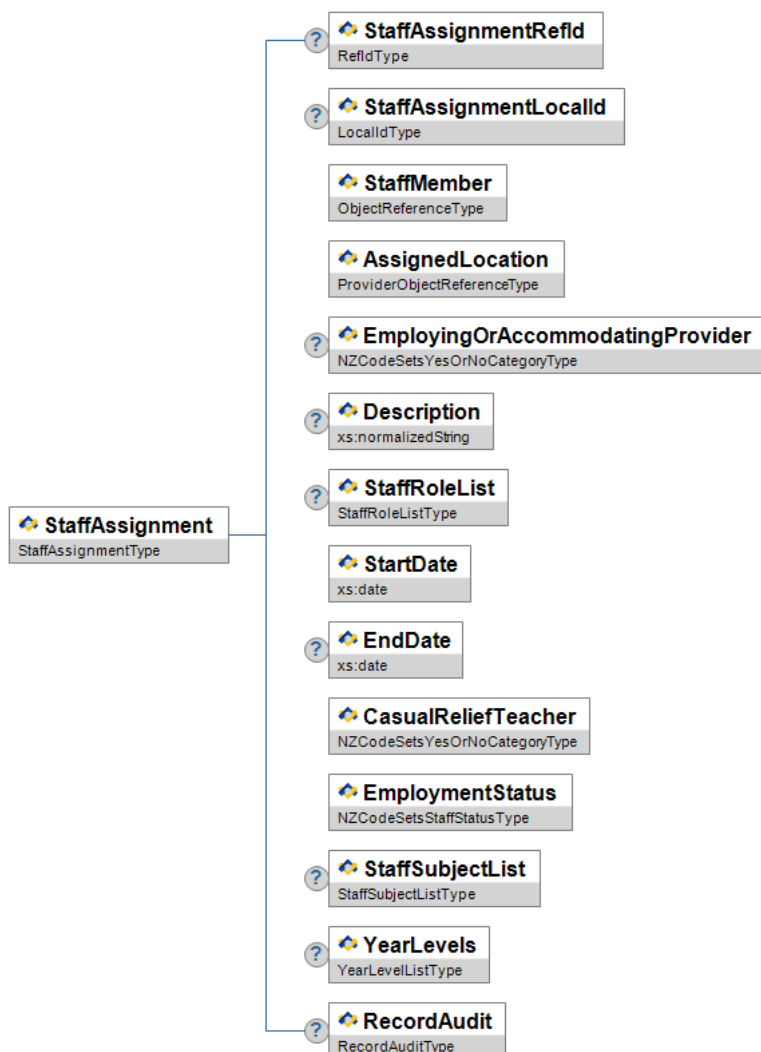 ?
StaffAssignmentRefId
RefIdType
?
StaffAssignmentLocalId
LocalIdType
StaffMember
ObjectReferenceType
AssignedLocation
ProviderObjectReferenceType
?
EmployingOrAccommodatingProvider
NZCodeSetsYesOrNoCategoryType
?
Description
xs:normalizedString
?
StaffRoleList
StaffRoleListType
StaffAssignment
StaffAssignmentType
StartDate
xs:date
?
EndDate
xs:date
CasualReliefTeacher
NZCodeSetsYesOrNoCategoryType
EmploymentStatus
NZCodeSetsStaffStatusType
?
StaffSubjectList
StaffSubjectListType
?
YearLevels
YearLevelListType
?
RecordAudit
RecordAuditType